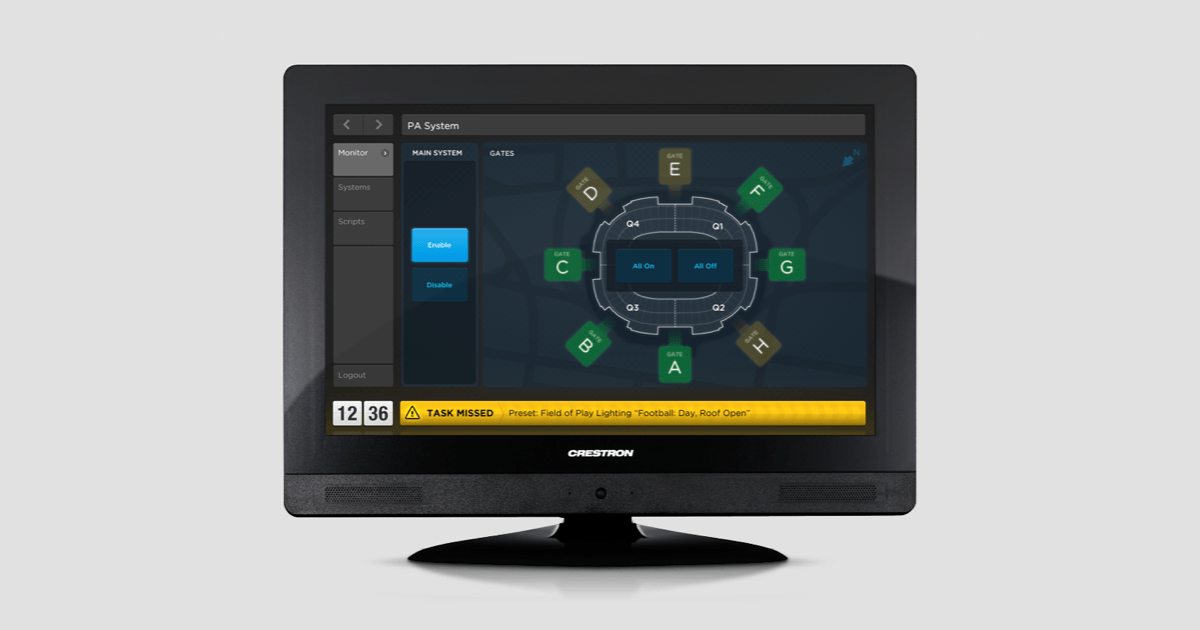 PA System
Monitor
Systems
Scripts
Logout
MAIN SYSTEM
Enable
Disable
GATES
N
GATE
E
GATE
D
GATE
F
Q4
Q1
GATE
C
All On
All Off
GATE
G
Q3
Q2
GATE
B
GATE
A
GATE
H
12 36
TASK MISSED
Preset: Field of Play Lighting "Football: Day, Roof Open"
CRESTRON